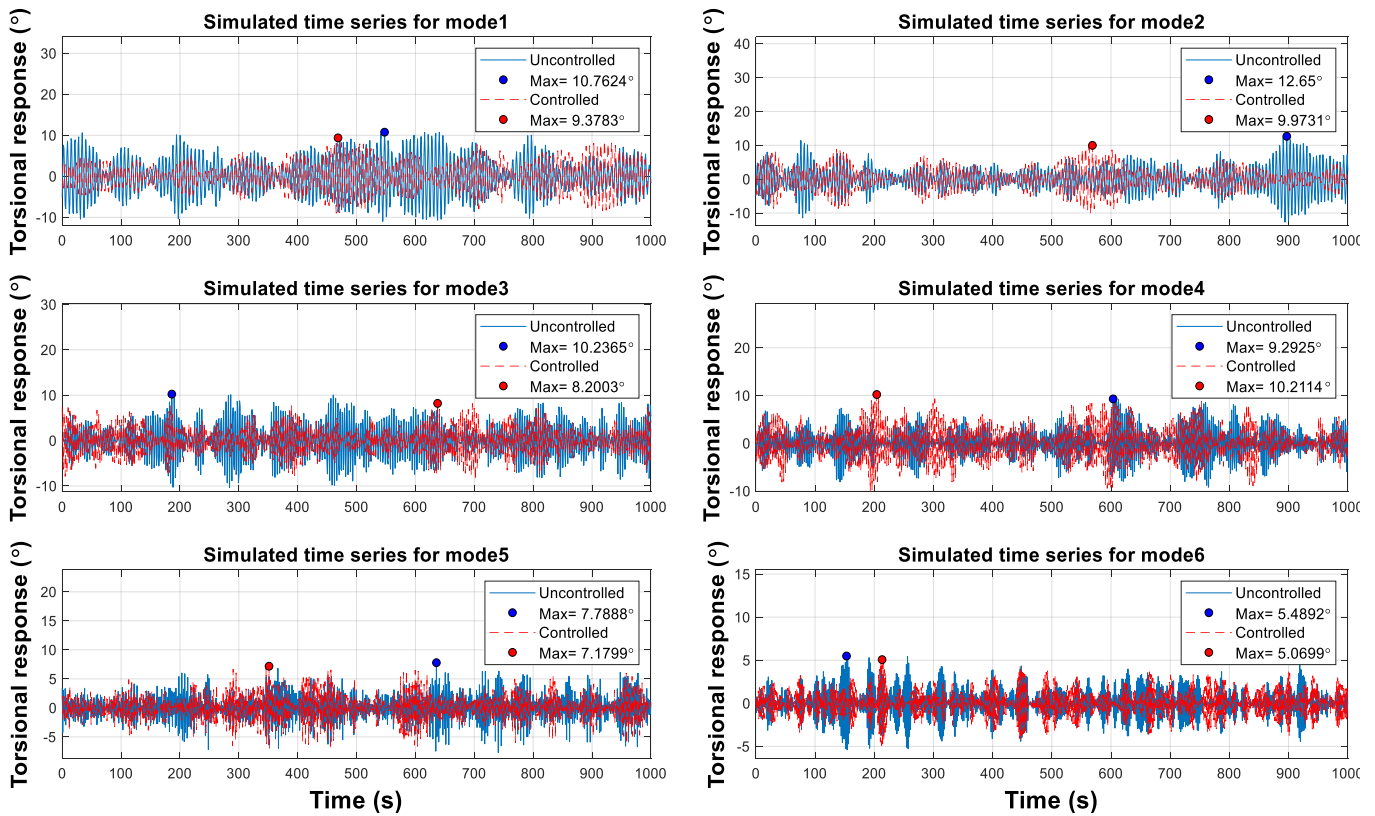 Simulated time series for mode1
Torsional response (°)
30
20
10
0
-10
0 100 200 300 400 500 600 700 800 900 1000
Uncontrolled
Max= 10.7624°
Controlled
Max= 9.3783°
Simulated time series for mode2
Torsional response (°)
40
30
20
10
0
-10
0 100 200 300 400 500 600 700 800 900 1000
Uncontrolled
Max= 12.65°
Controlled
Max= 9.9731°
Simulated time series for mode3
Torsional response (°)
30
20
10
0
-10
0 100 200 300 400 500 600 700 800 900 1000
Uncontrolled
Max= 10.2365°
Controlled
Max= 8.2003°
Simulated time series for mode4
Torsional response (°)
20
10
0
-10
0 100 200 300 400 500 600 700 800 900 1000
Uncontrolled
Max= 9.2925°
Controlled
Max= 10.2114°
Simulated time series for mode5
Torsional response (°)
20
15
10
5
0
-5
0 100 200 300 400 500 600 700 800 900 1000
Time (s)
Uncontrolled
Max= 7.7888°
Controlled
Max= 7.1799°
Simulated time series for mode6
Torsional response (°)
15
10
5
0
-5
0 100 200 300 400 500 600 700 800 900 1000
Time (s)
Uncontrolled
Max= 5.4892°
Controlled
Max= 5.0699°